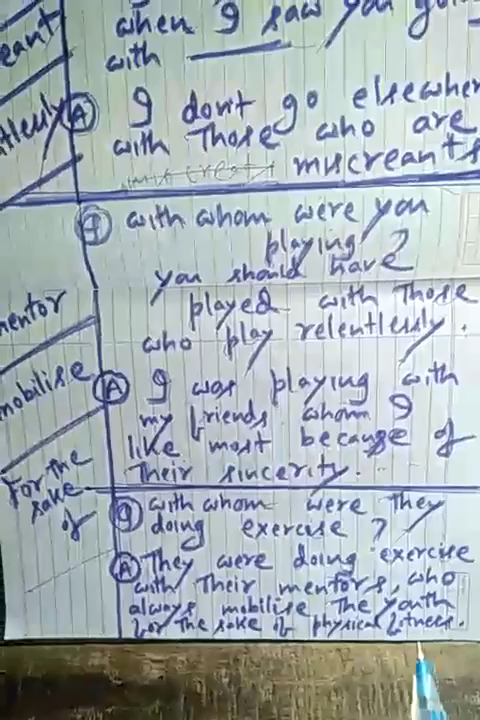 when I saw you going
with
eant
Ⓐ I don't go elsewher
tlessly
with Those who are
miscreants
Ⓠ with whom were you
playing?
you should have
played with Those
who play relentlessly.
mentor
mobilise
Ⓐ I was playing with
my friends whom I
like most because of
Their sincerity.
For the
sake
of
Ⓠ with whom were They
doing exercise?
Ⓐ They were doing exercise
with Their mentors, who
always mobilise The youth
for The sake of physical fitness.